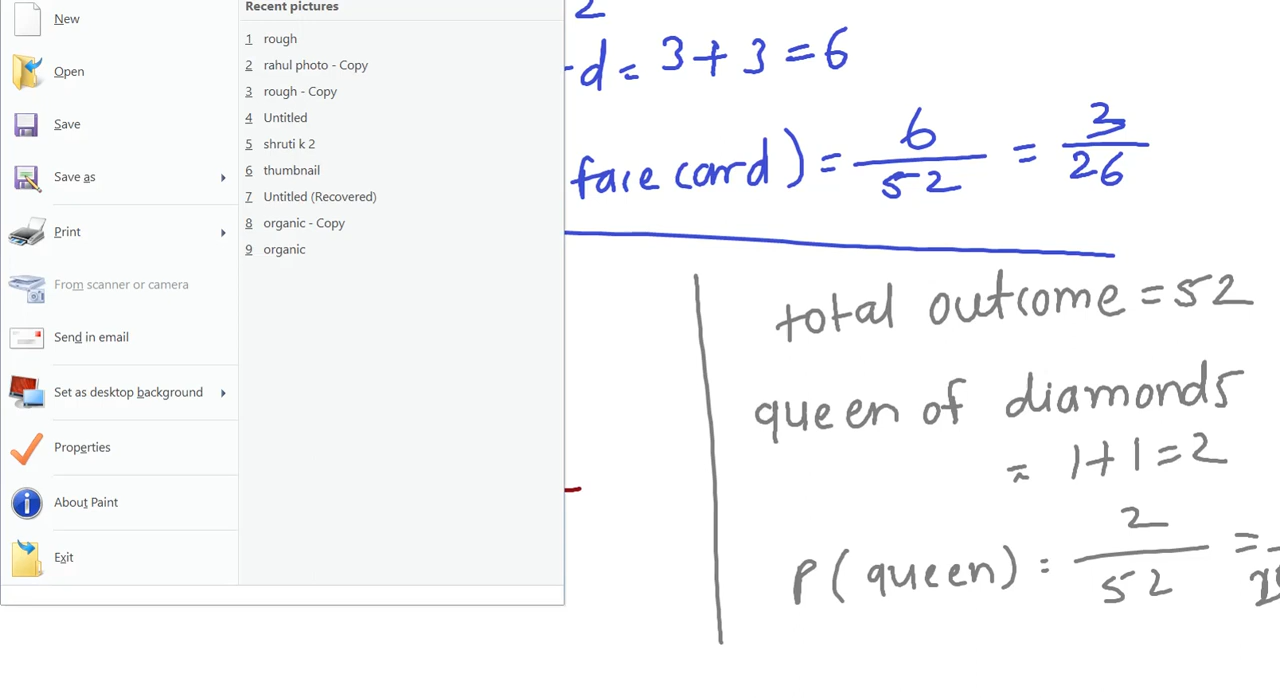 New
Open
Save
Save as
Print
From scanner or camera
Send in email
Set as desktop background
Properties
About Paint
Exit
Recent pictures
1 rough
2 rahul photo - Copy
3 rough - Copy
4 Untitled
5 shruti k 2
6 thumbnail
7 Untitled (Recovered)
8 organic - Copy
9 organic
2
d = 3 + 3 = 6
face card) = 6/52 = 3/26
total outcome = 52
queen of diamonds
= 1 + 1 = 2
P(queen) = 2/52 =